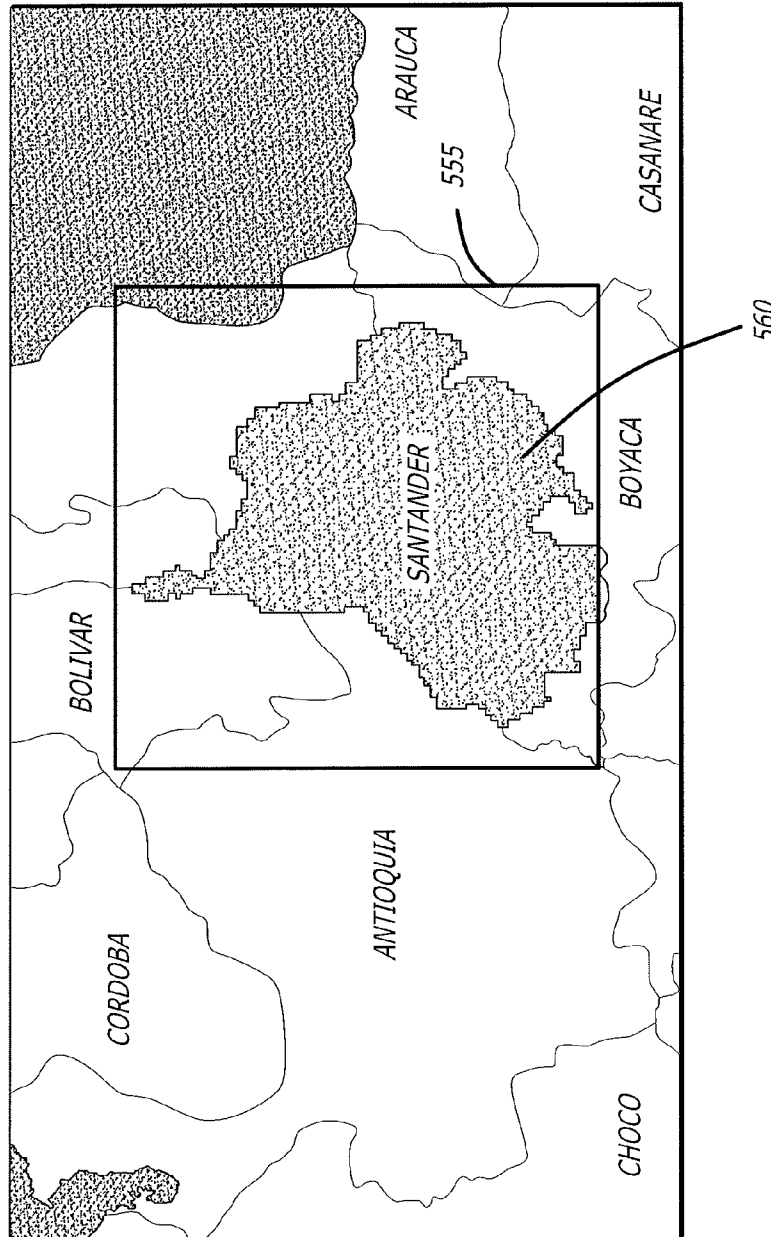 BOLIVAR
CORDOBA
ARAUCA
555
SANTANDER
ANTIOQUIA
CASANARE
BOYACA
CHOCO
560